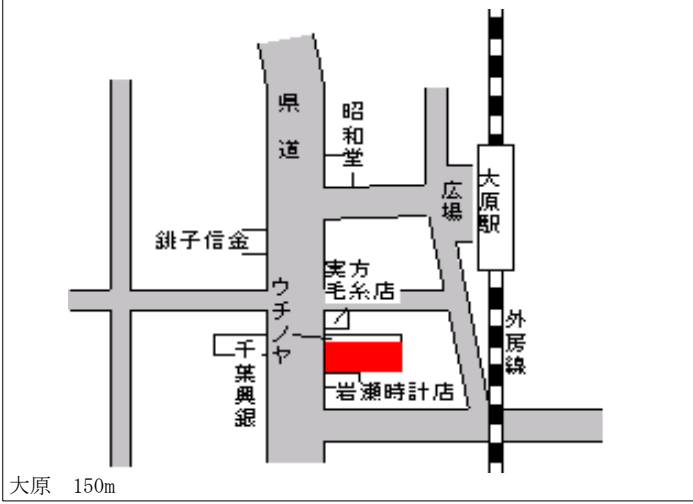 県道
昭和堂
広場
大原駅
銚子信金
実方
毛糸店
ウチノヤ
外房線
千葉興銀
岩瀬時計店
大原 150m